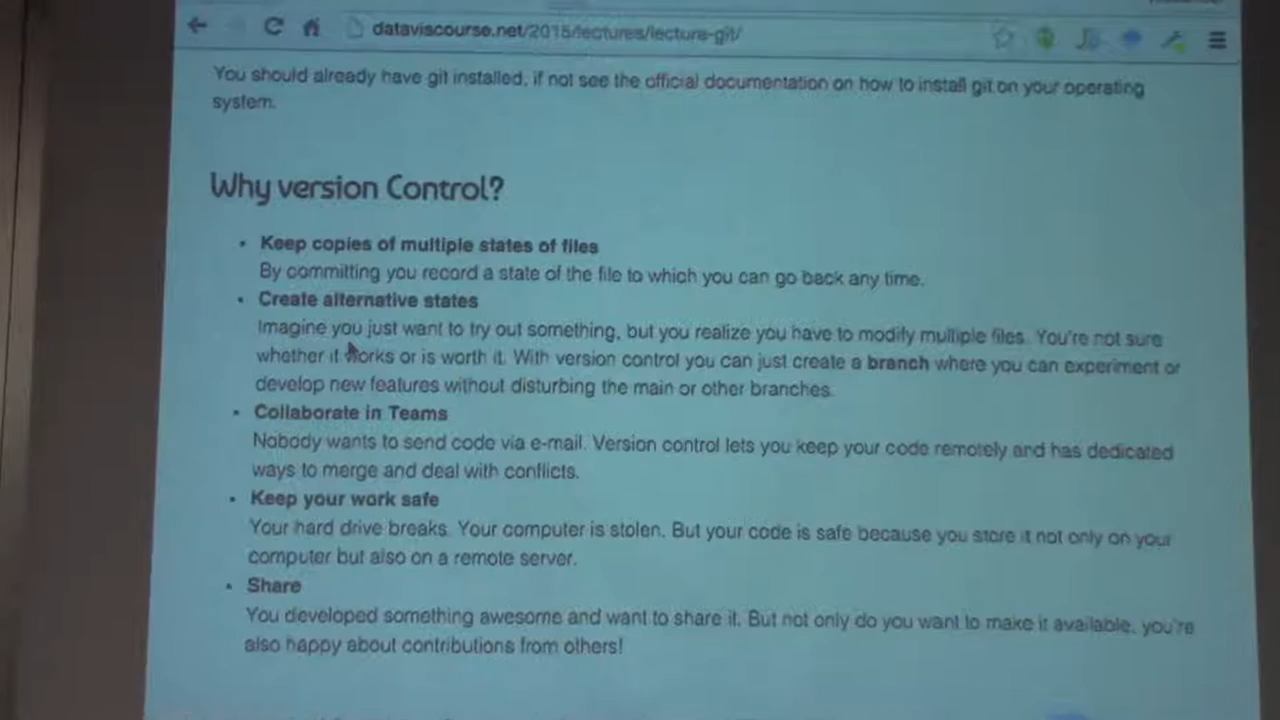 dataviscourse.net/2015/lectures/lecture-git/
You should already have git installed, if not see the official documentation on how to install git on your operating
system.
Why version Control?
• Keep copies of multiple states of files
By committing you record a state of the file to which you can go back any time.
• Create alternative states
Imagine you just want to try out something, but you realize you have to modify multiple files. You're not sure
whether it works or is worth it. With version control you can just create a branch where you can experiment or
develop new features without disturbing the main or other branches.
• Collaborate in Teams
Nobody wants to send code via e-mail. Version control lets you keep your code remotely and has dedicated
ways to merge and deal with conflicts.
• Keep your work safe
Your hard drive breaks. Your computer is stolen. But your code is safe because you store it not only on your
computer but also on a remote server.
• Share
You developed something awesome and want to share it. But not only do you want to make it available, you're
also happy about contributions from others!